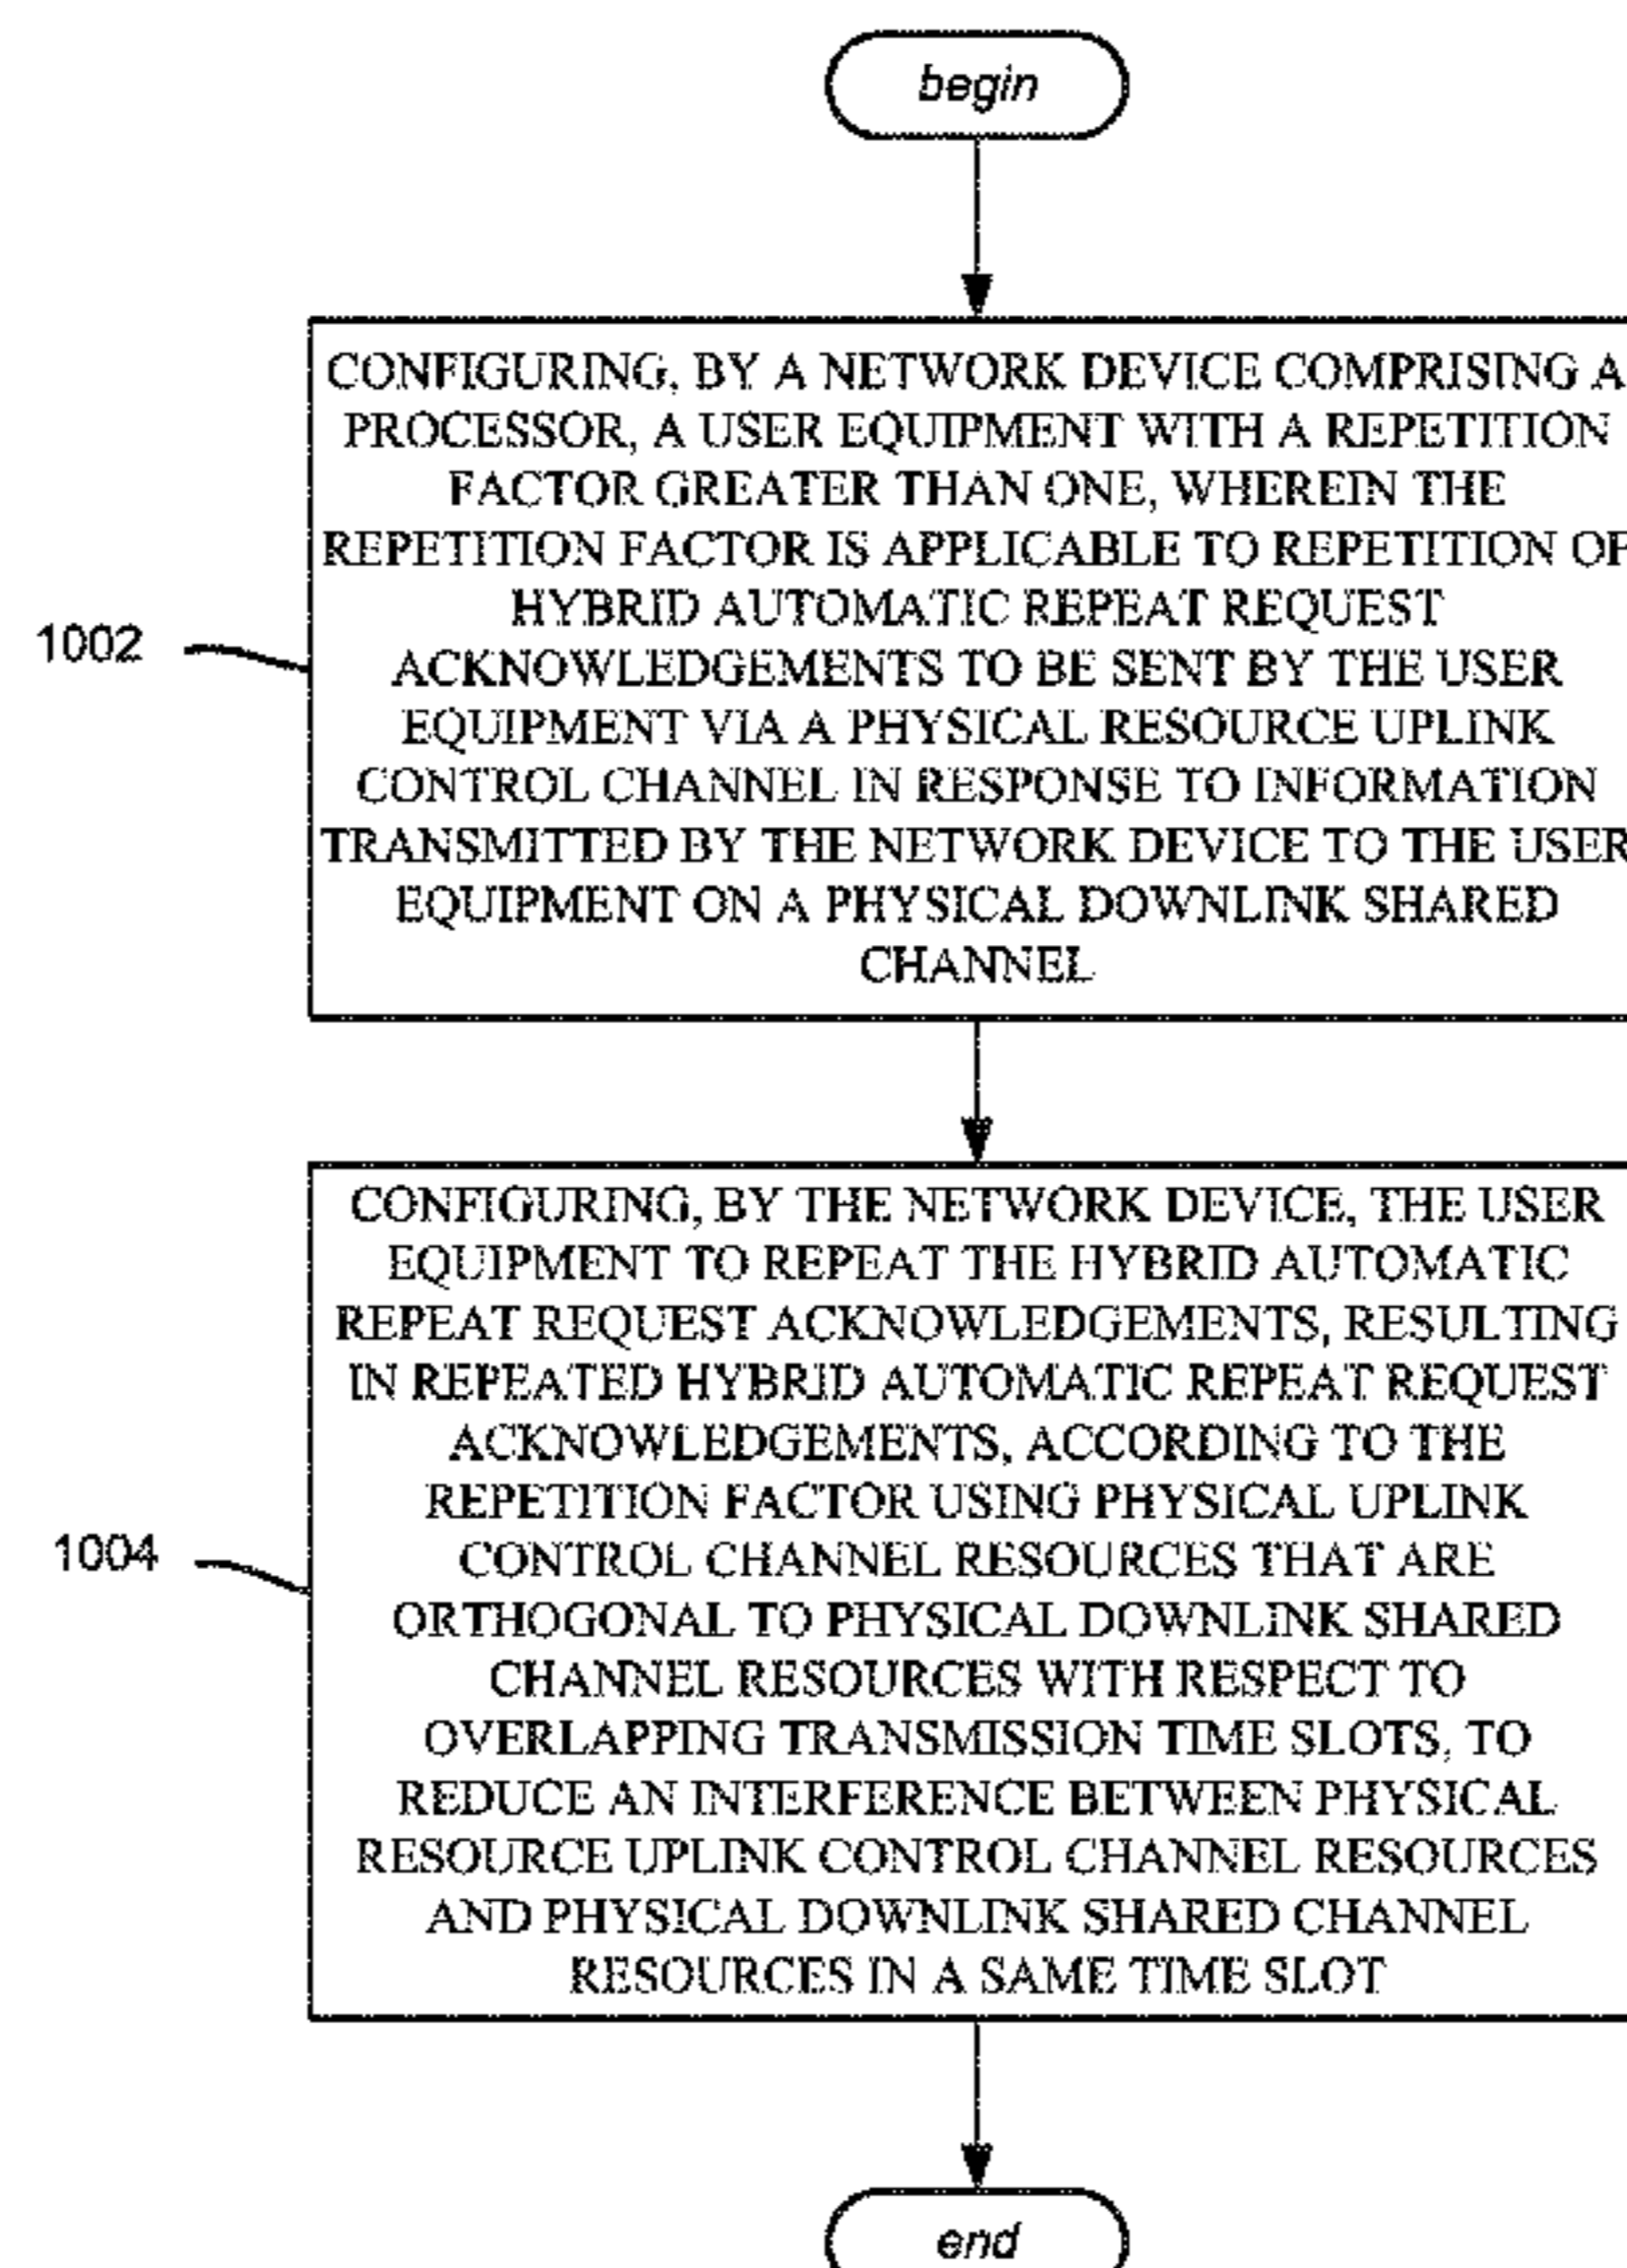 begin
CONFIGURING, BY A NETWORK DEVICE COMPRISING A
PROCESSOR, A USER EQUIPMENT WITH A REPETITION
FACTOR GREATER THAN ONE, WHEREIN THE
REPETITION FACTOR IS APPLICABLE TO REPETITION OF
HYBRID AUTOMATIC REPEAT REQUEST
ACKNOWLEDGEMENTS TO BE SENT BY THE USER
EQUIPMENT VIA A PHYSICAL RESOURCE UPLINK
CONTROL CHANNEL IN RESPONSE TO INFORMATION
TRANSMITTED BY THE NETWORK DEVICE TO THE USER
EQUIPMENT ON A PHYSICAL DOWNLINK SHARED
CHANNEL
1002
CONFIGURING, BY THE NETWORK DEVICE, THE USER
EQUIPMENT TO REPEAT THE HYBRID AUTOMATIC
REPEAT REQUEST ACKNOWLEDGEMENTS, RESULTING
IN REPEATED HYBRID AUTOMATIC REPEAT REQUEST
ACKNOWLEDGEMENTS, ACCORDING TO THE
REPETITION FACTOR USING PHYSICAL UPLINK
CONTROL CHANNEL RESOURCES THAT ARE
ORTHOGONAL TO PHYSICAL DOWNLINK SHARED
CHANNEL RESOURCES WITH RESPECT TO
OVERLAPPING TRANSMISSION TIME SLOTS, TO
REDUCE AN INTERFERENCE BETWEEN PHYSICAL
RESOURCE UPLINK CONTROL CHANNEL RESOURCES
AND PHYSICAL DOWNLINK SHARED CHANNEL
RESOURCES IN A SAME TIME SLOT
1004
end